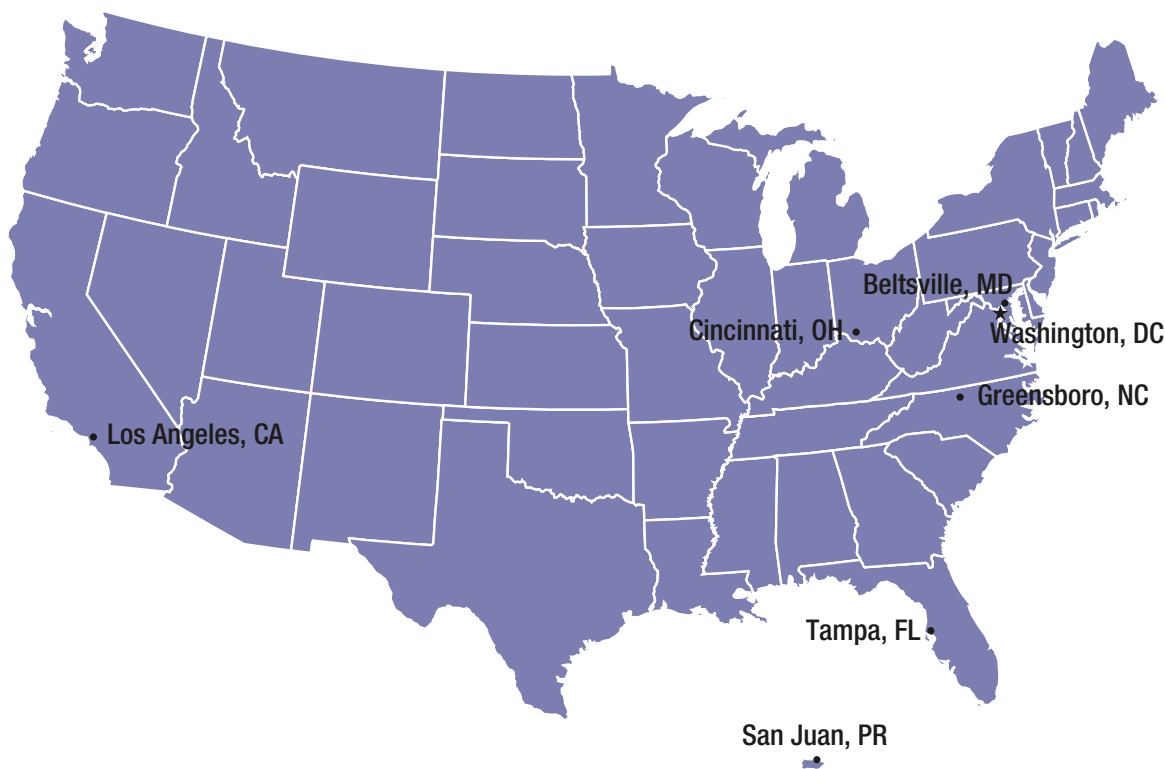 Beltsville, MD
Cincinnati, OH
Washington, DC
Greensboro, NC
Los Angeles, CA
Tampa, FL
San Juan, PR